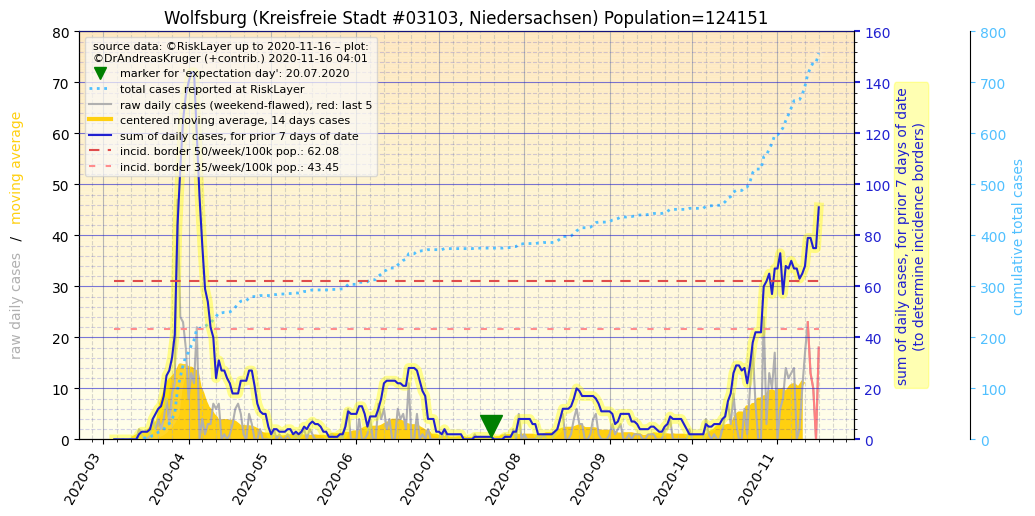 Wolfsburg (Kreisfreie Stadt #03103, Niedersachsen) Population=124151
source data: ©RiskLayer up to 2020-11-16 – plot:
©DrAndreasKruger (+contrib.) 2020-11-16 04:01
marker for 'expectation day': 20.07.2020
total cases reported at RiskLayer
raw daily cases (weekend-flawed), red: last 5
centered moving average, 14 days cases
sum of daily cases, for prior 7 days of date
incid. border 50/week/100k pop.: 62.08
incid. border 35/week/100k pop.: 43.45
raw daily cases / moving average
80
70
60
50
40
30
20
10
0
160
140
120
100
80
60
40
20
0
sum of daily cases, for prior 7 days of date
(to determine incidence borders)
800
700
600
500
400
300
200
100
0
cumulative total cases
2020-03
2020-04
2020-05
2020-06
2020-07
2020-08
2020-09
2020-10
2020-11